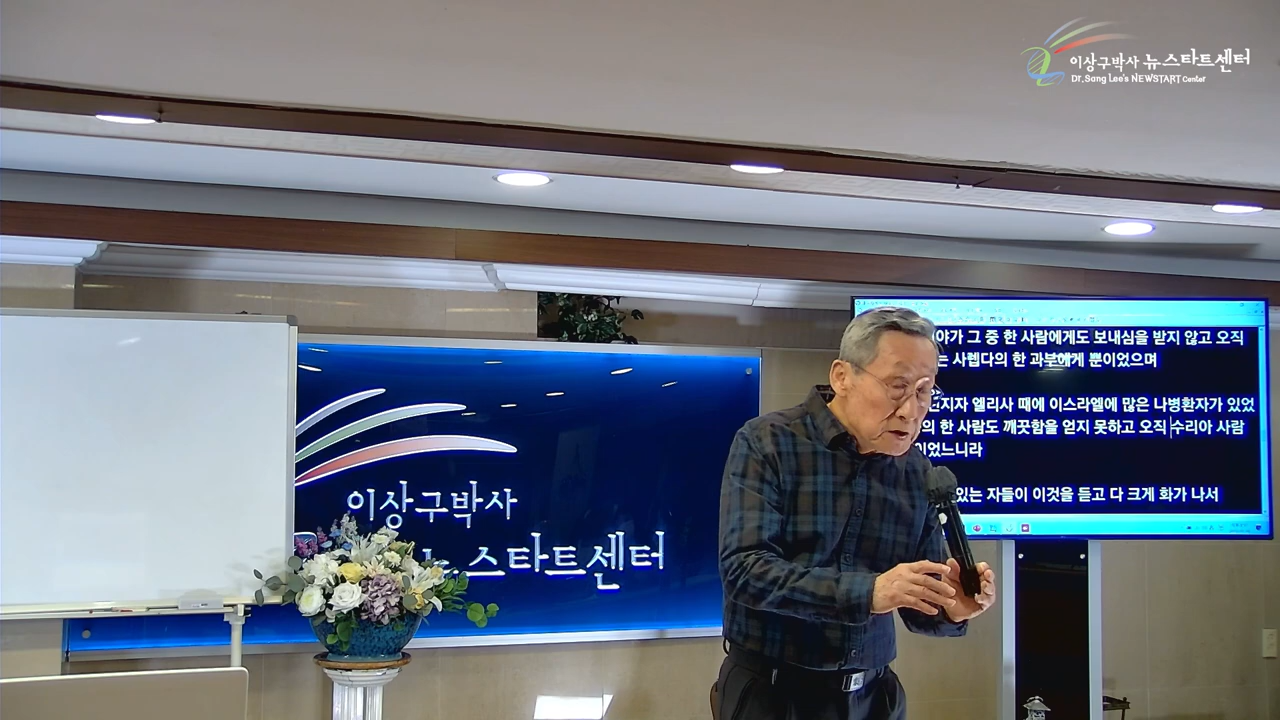 이상구박사 뉴스타트센터
Dr. Sang Lee's NEWSTART Center
야가 그 중 한 사람에게도 보내심을 받지 않고 오직
는 사렙다의 한 과부에게 뿐이었으며
지자 엘리사 때에 이스라엘에 많은 나병환자가 있었
의 한 사람도 깨끗함을 얻지 못하고 오직 수리아 사람
이었느니라
있는 자들이 이것을 듣고 다 크게 화가 나서
이상구박사
뉴스타트센터